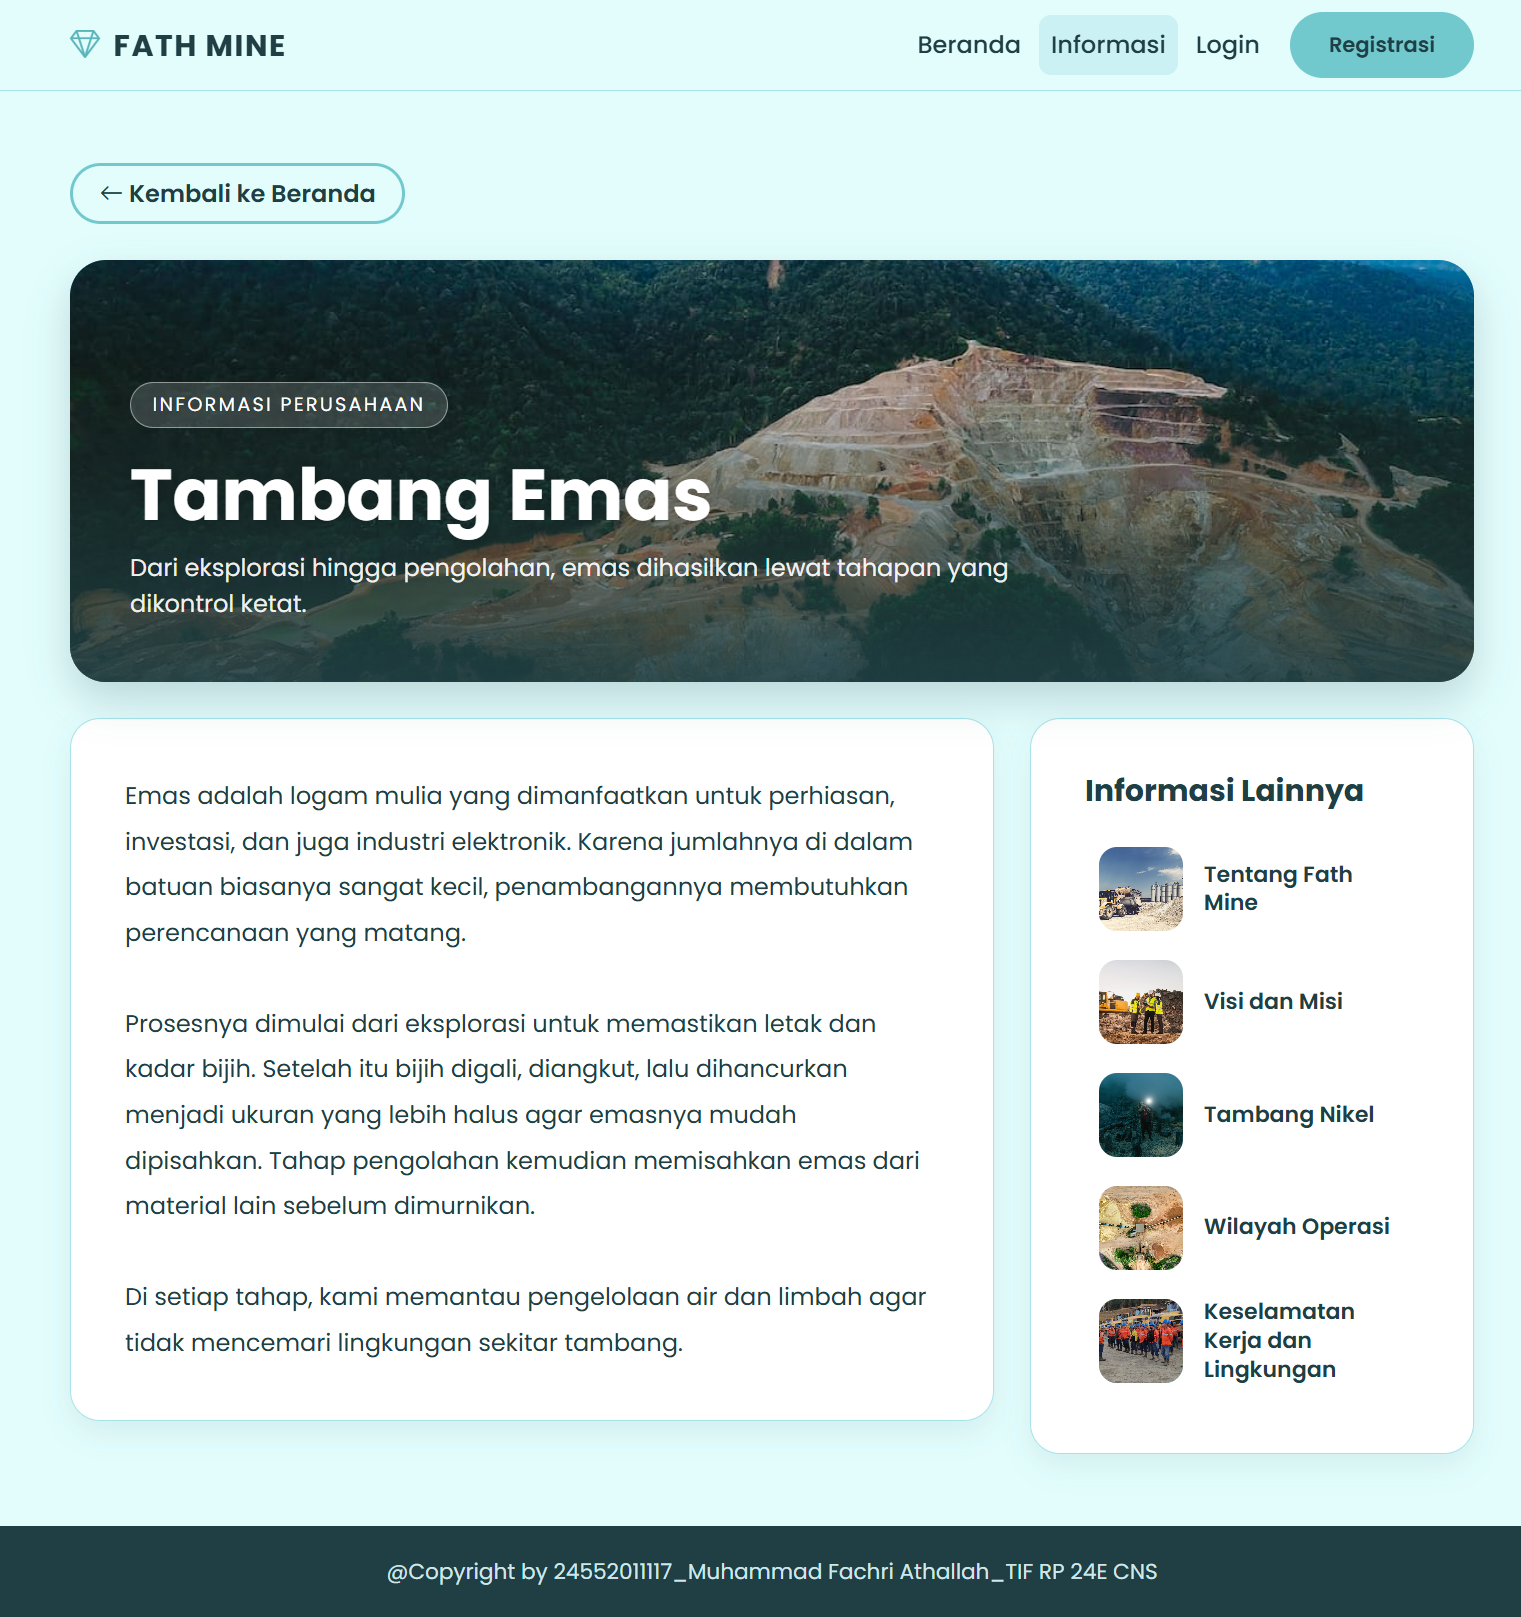 FATH MINE
Beranda
Informasi
Login
Registrasi
← Kembali ke Beranda
INFORMASI PERUSAHAAN
Tambang Emas
Dari eksplorasi hingga pengolahan, emas dihasilkan lewat tahapan yang
dikontrol ketat.
Emas adalah logam mulia yang dimanfaatkan untuk perhiasan,
investasi, dan juga industri elektronik. Karena jumlahnya di dalam
batuan biasanya sangat kecil, penambangannya membutuhkan
perencanaan yang matang.
Prosesnya dimulai dari eksplorasi untuk memastikan letak dan
kadar bijih. Setelah itu bijih digali, diangkut, lalu dihancurkan
menjadi ukuran yang lebih halus agar emasnya mudah
dipisahkan. Tahap pengolahan kemudian memisahkan emas dari
material lain sebelum dimurnikan.
Di setiap tahap, kami memantau pengelolaan air dan limbah agar
tidak mencemari lingkungan sekitar tambang.
Informasi Lainnya
Tentang Fath
Mine
Visi dan Misi
Tambang Nikel
Wilayah Operasi
Keselamatan
Kerja dan
Lingkungan
@Copyright by 24552011117_Muhammad Fachri Athallah_TIF RP 24E CNS